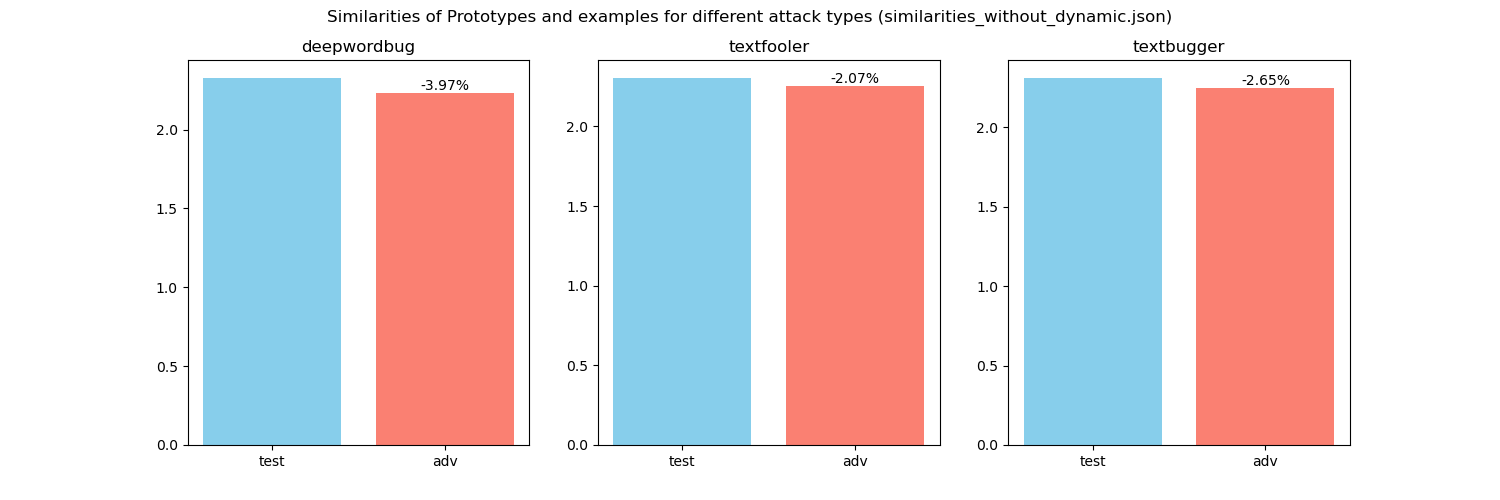 Similarities of Prototypes and examples for different attack types (similarities_without_dynamic.json)
deepwordbug
-3.97%
2.0
1.5
1.0
0.5
0.0
test adv
textfooler
-2.07%
2.0
1.5
1.0
0.5
0.0
test adv
textbugger
-2.65%
2.0
1.5
1.0
0.5
0.0
test adv